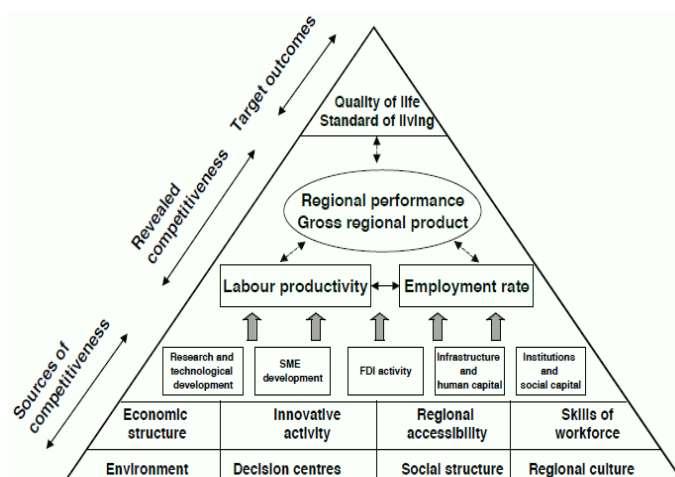 Target outcomes
Quality of life
Standard of living
Revealed
competitiveness
Regional performance
Gross regional product
Labour productivity
Employment rate
Sources of
competitiveness
Research and
technological
development
SME
development
FDI activity
Infrastructure
and
human capital
Institutions
and
social capital
Economic
structure
Innovative
activity
Regional
accessibility
Skills of
workforce
Environment
Decision centres
Social structure
Regional culture